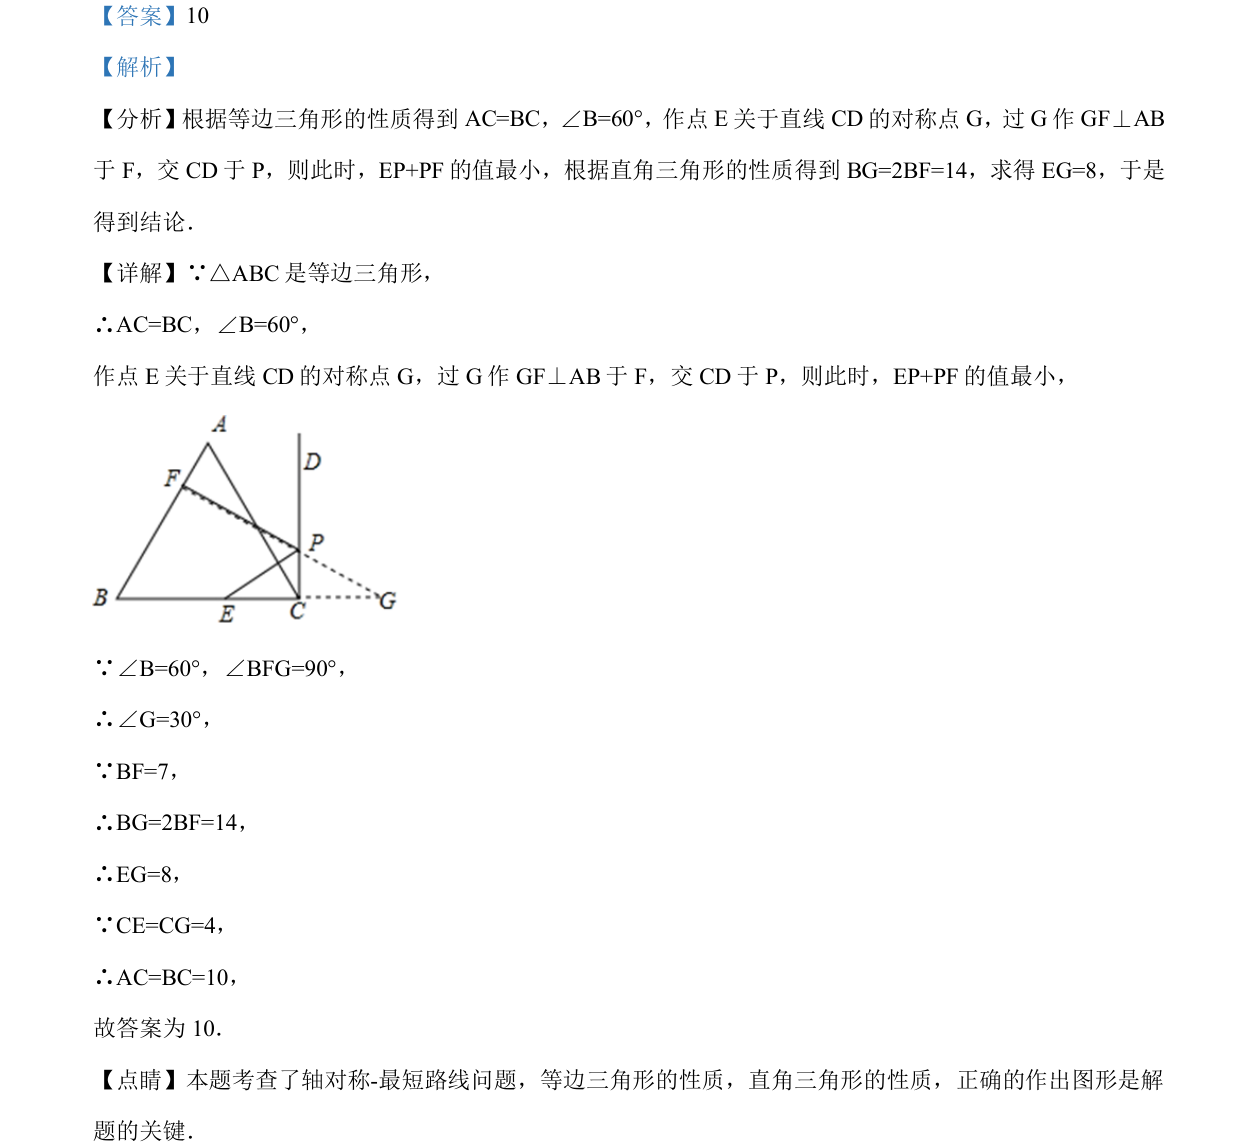 【答案】10
【解析】
【分析】根据等边三角形的性质得到 AC=BC，∠B=60°，作点 E 关于直线 CD 的对称点 G，过 G 作 GF⊥AB
于 F，交 CD 于 P，则此时，EP+PF 的值最小，根据直角三角形的性质得到 BG=2BF=14，求得 EG=8，于是
得到结论．
【详解】∵△ABC 是等边三角形，
∴AC=BC，∠B=60°，
作点 E 关于直线 CD 的对称点 G，过 G 作 GF⊥AB 于 F，交 CD 于 P，则此时，EP+PF 的值最小，
A
D
F
P
B
E
C
G
∵∠B=60°，∠BFG=90°，
∴∠G=30°，
∵BF=7，
∴BG=2BF=14，
∴EG=8，
∵CE=CG=4，
∴AC=BC=10，
故答案为 10．
【点睛】本题考查了轴对称-最短路线问题，等边三角形的性质，直角三角形的性质，正确的作出图形是解
题的关键．